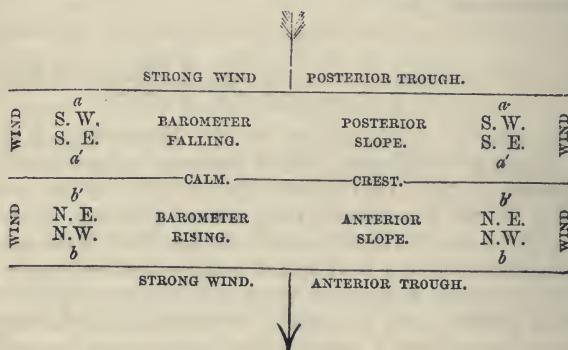 STRONG WIND POSTERIOR TROUGH.
a a
WIND S. W. BAROMETER POSTERIOR S. W. WIND
S. E. FALLING. SLOPE. S. E.
a' a'
CALM. CREST.
b' b'
WIND N. E. BAROMETER ANTERIOR N. E. WIND
N.W. RISING. SLOPE. N.W.
b b
STRONG WIND. ANTERIOR TROUGH.